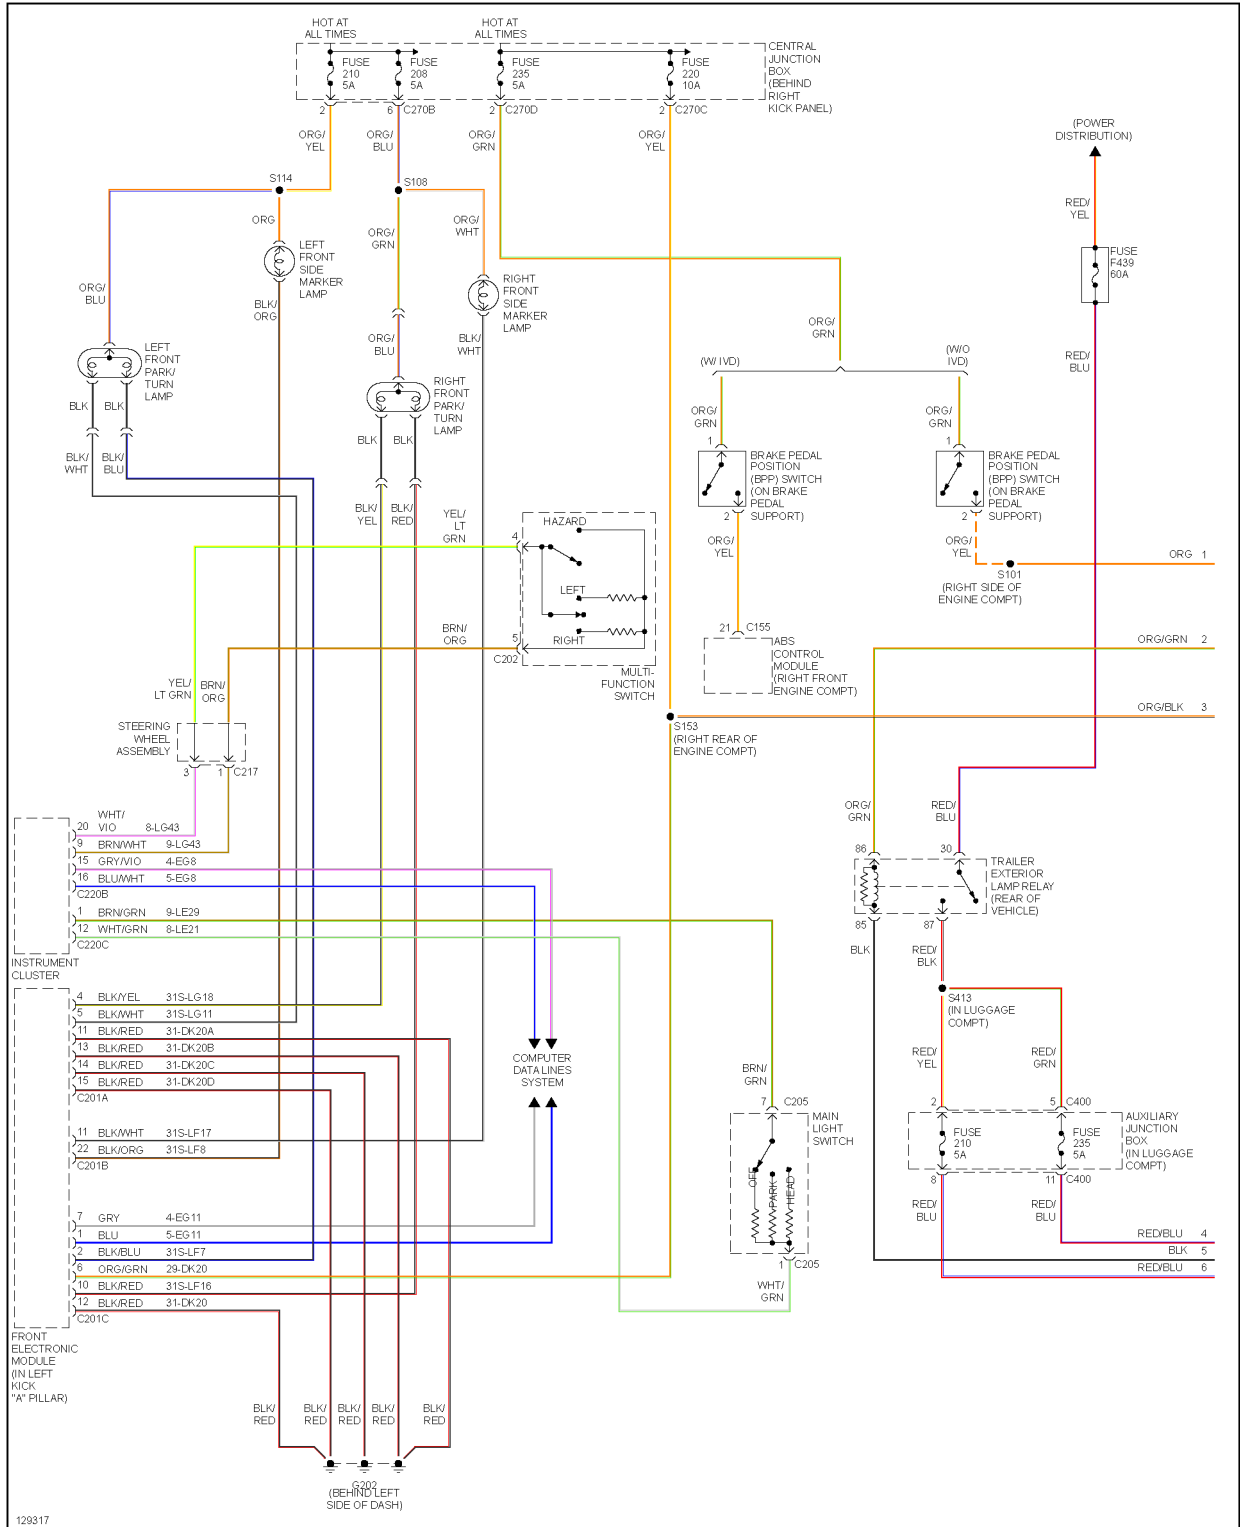 HOT AT
ALL TIMES
HOT AT
ALL TIMES
FUSE
210
5A
FUSE
208
5A
FUSE
235
5A
FUSE
220
10A
CENTRAL
JUNCTION
BOX
(BEHIND
RIGHT
KICK PANEL)
2
6
C270B
2
C270D
2
C270C
ORG/
YEL
ORG/
BLU
ORG/
GRN
ORG/
YEL
(POWER
DISTRIBUTION)
S114
S108
RED/
YEL
ORG
ORG/
GRN
ORG/
WHT
LEFT
FRONT
SIDE
MARKER
LAMP
FUSE
F439
60A
ORG/
BLU
BLK/
ORG
RIGHT
FRONT
SIDE
MARKER
LAMP
ORG/
BLU
BLK/
WHT
ORG/
GRN
LEFT
FRONT
PARK/
TURN
LAMP
(W/ IVD)
(W/O
IVD)
RED/
BLU
RIGHT
FRONT
PARK/
TURN
LAMP
BLK
BLK
BLK
BLK
ORG/
GRN
ORG/
GRN
1
1
BLK/
WHT
BLK/
BLU
BRAKE PEDAL
POSITION
(BPP) SWITCH
(ON BRAKE
PEDAL
SUPPORT)
BRAKE PEDAL
POSITION
(BPP) SWITCH
(ON BRAKE
PEDAL
SUPPORT)
2
2
BLK/
YEL
BLK/
RED
YEL/
LT
GRN
4
HAZARD
LEFT
RIGHT
ORG/
YEL
ORG/
YEL
ORG 1
S101
(RIGHT SIDE OF
ENGINE COMPT)
BRN/
ORG
5
C202
21
C155
ABS
CONTROL
MODULE
(RIGHT FRONT
ENGINE COMPT)
ORG/GRN 2
MULTI-
FUNCTION
SWITCH
YEL/
LT GRN
BRN/
ORG
ORG/BLK 3
S153
(RIGHT REAR OF
ENGINE COMPT)
STEERING
WHEEL
ASSEMBLY
3
1
C217
ORG/
GRN
RED/
BLU
20 WHT/
VIO 8-LG43
9 BRN/WHT 9-LG43
15 GRY/VIO 4-EG8
16 BLU/WHT 5-EG8
C220B
1 BRN/GRN 9-LE29
12 WHT/GRN 8-LE21
C220C
INSTRUMENT
CLUSTER
86
30
TRAILER
EXTERIOR
LAMP RELAY
(REAR OF
VEHICLE)
85
87
BLK
RED/
BLK
S413
(IN LUGGAGE
COMPT)
4 BLK/YEL 31S-LG18
5 BLK/WHT 31S-LG11
11 BLK/RED 31-DK20A
13 BLK/RED 31-DK20B
14 BLK/RED 31-DK20C
15 BLK/RED 31-DK20D
C201A
11 BLK/WHT 31S-LF17
22 BLK/ORG 31S-LF8
C201B
7 GRY 4-EG11
1 BLU 5-EG11
2 BLK/BLU 31S-LF7
6 ORG/GRN 29-DK20
10 BLK/RED 31S-LF16
12 BLK/RED 31-DK20
C201C
COMPUTER
DATA LINES
SYSTEM
BRN/
GRN
RED/
YEL
RED/
GRN
7
C205
MAIN
LIGHT
SWITCH
OFF
PARK
HEAD
1
C205
WHT/
GRN
2
5
C400
FUSE
210
5A
FUSE
235
5A
AUXILIARY
JUNCTION
BOX
(IN LUGGAGE
COMPT)
8
11
C400
RED/
BLU
RED/
BLU
RED/BLU 4
BLK 5
RED/BLU 6
FRONT
ELECTRONIC
MODULE
(IN LEFT
KICK
"A" PILLAR)
BLK/
RED
BLK/
RED
BLK/
RED
BLK/
RED
BLK/
RED
G202
(BEHIND LEFT
SIDE OF DASH)
129317